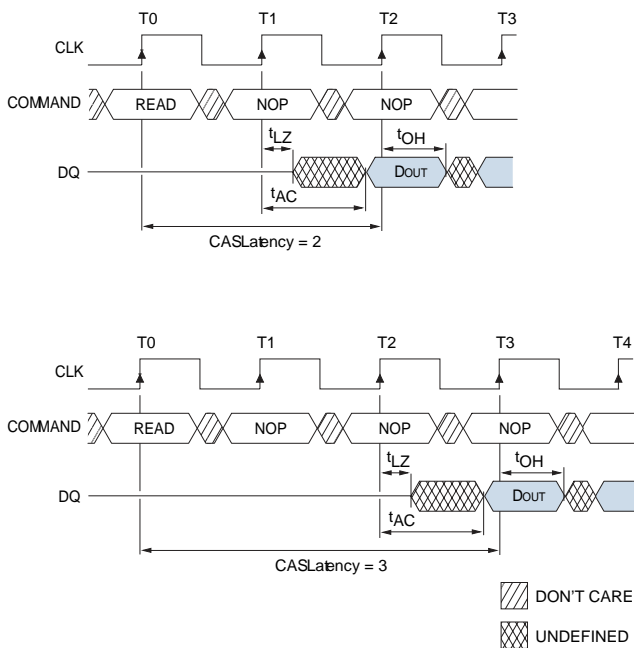 T0 T1 T2 T3
CLK
COMMAND READ NOP NOP
tLZ tOH
DQ DOUT
tAC
CASLatency = 2
T0 T1 T2 T3 T4
CLK
COMMAND READ NOP NOP NOP
tLZ tOH
DQ DOUT
tAC
CASLatency = 3
DON'T CARE
UNDEFINED